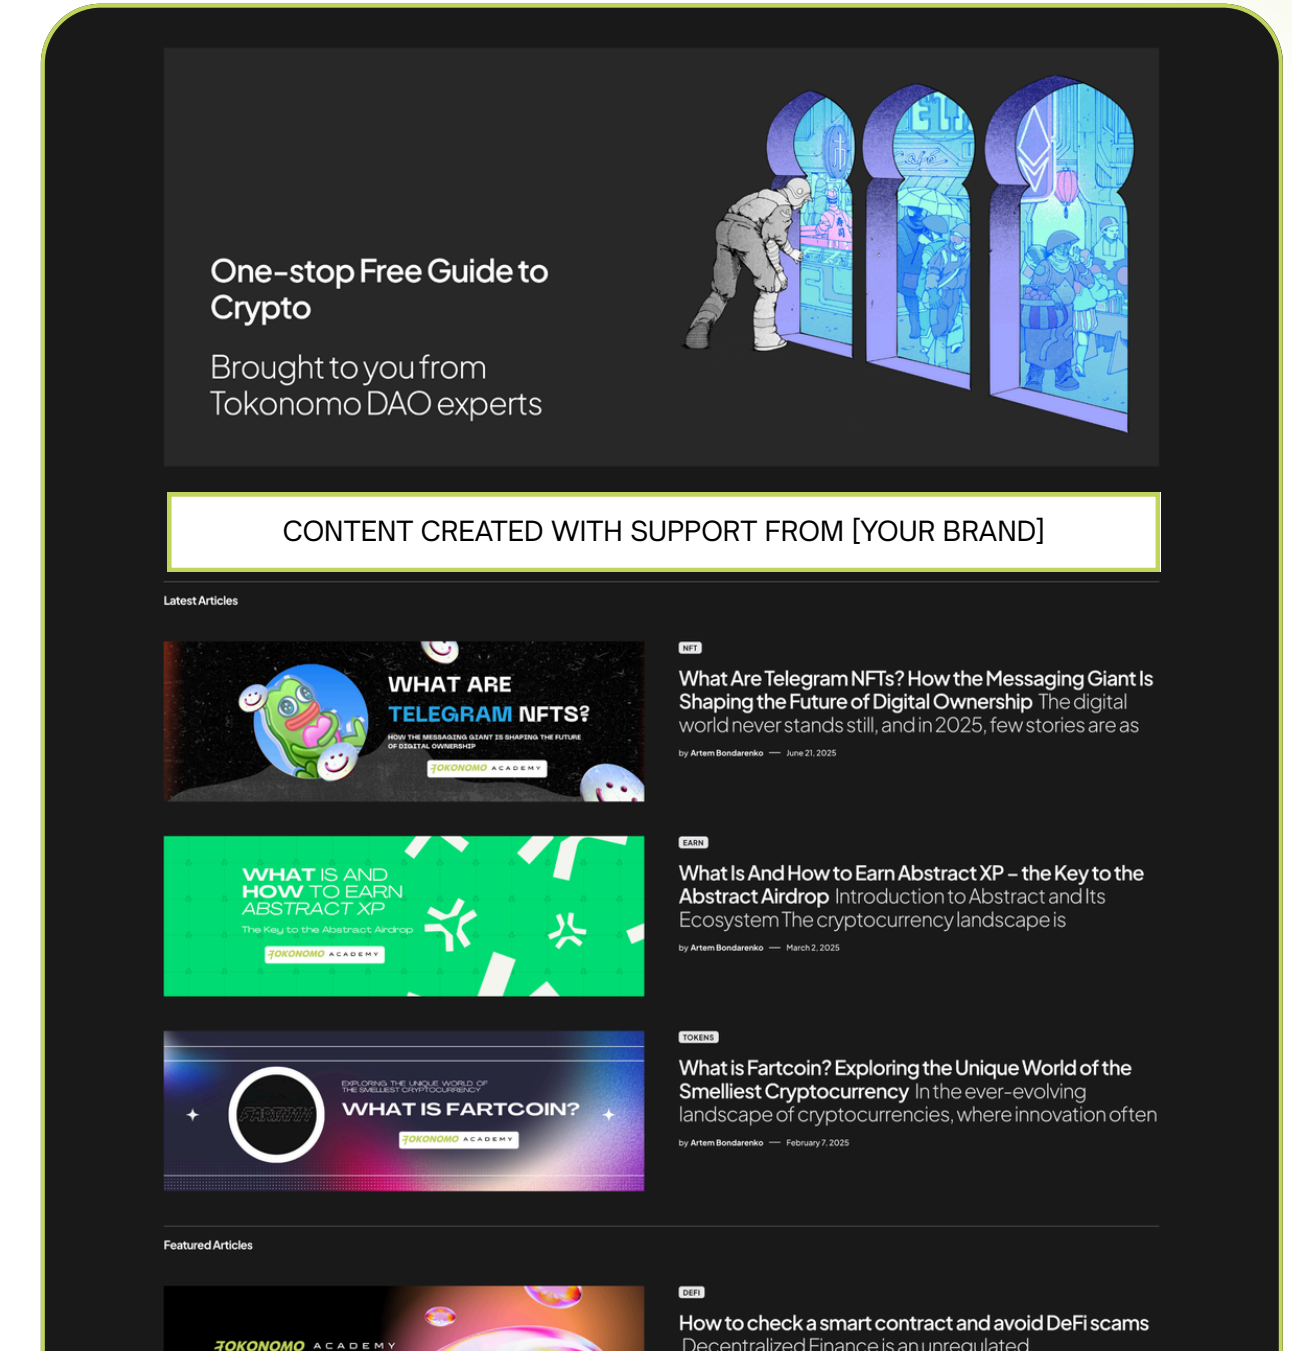 One-stop Free Guide to
Crypto
Brought to you from
Tokonomo DAO experts
CONTENT CREATED WITH SUPPORT FROM [YOUR BRAND]
Latest Articles
WHAT ARE
TELEGRAM NFTS?
HOW THE MESSAGING GIANT IS SHAPING THE FUTURE
OF DIGITAL OWNERSHIP
TOKONOMO ACADEMY
NFT
What Are Telegram NFTs? How the Messaging Giant Is
Shaping the Future of Digital Ownership The digital
world never stands still, and in 2025, few stories are as
by Artem Bondarenko — June 21, 2025
WHAT IS AND
HOW TO EARN
ABSTRACT XP
The Key to the Abstract Airdrop
TOKONOMO ACADEMY
EARN
What Is And How to Earn Abstract XP – the Key to the
Abstract Airdrop Introduction to Abstract and Its
Ecosystem The cryptocurrency landscape is
by Artem Bondarenko — March 2, 2025
EXPLORING THE UNIQUE WORLD OF
THE SMELLIEST CRYPTOCURRENCY
WHAT IS FARTCOIN?
TOKONOMO ACADEMY
TOKENS
What is Fartcoin? Exploring the Unique World of the
Smelliest Cryptocurrency In the ever-evolving
landscape of cryptocurrencies, where innovation often
by Artem Bondarenko — February 7, 2025
Featured Articles
TOKONOMO ACADEMY
DEFI
How to check a smart contract and avoid DeFi scams
Decentralized Finance is an unregulated